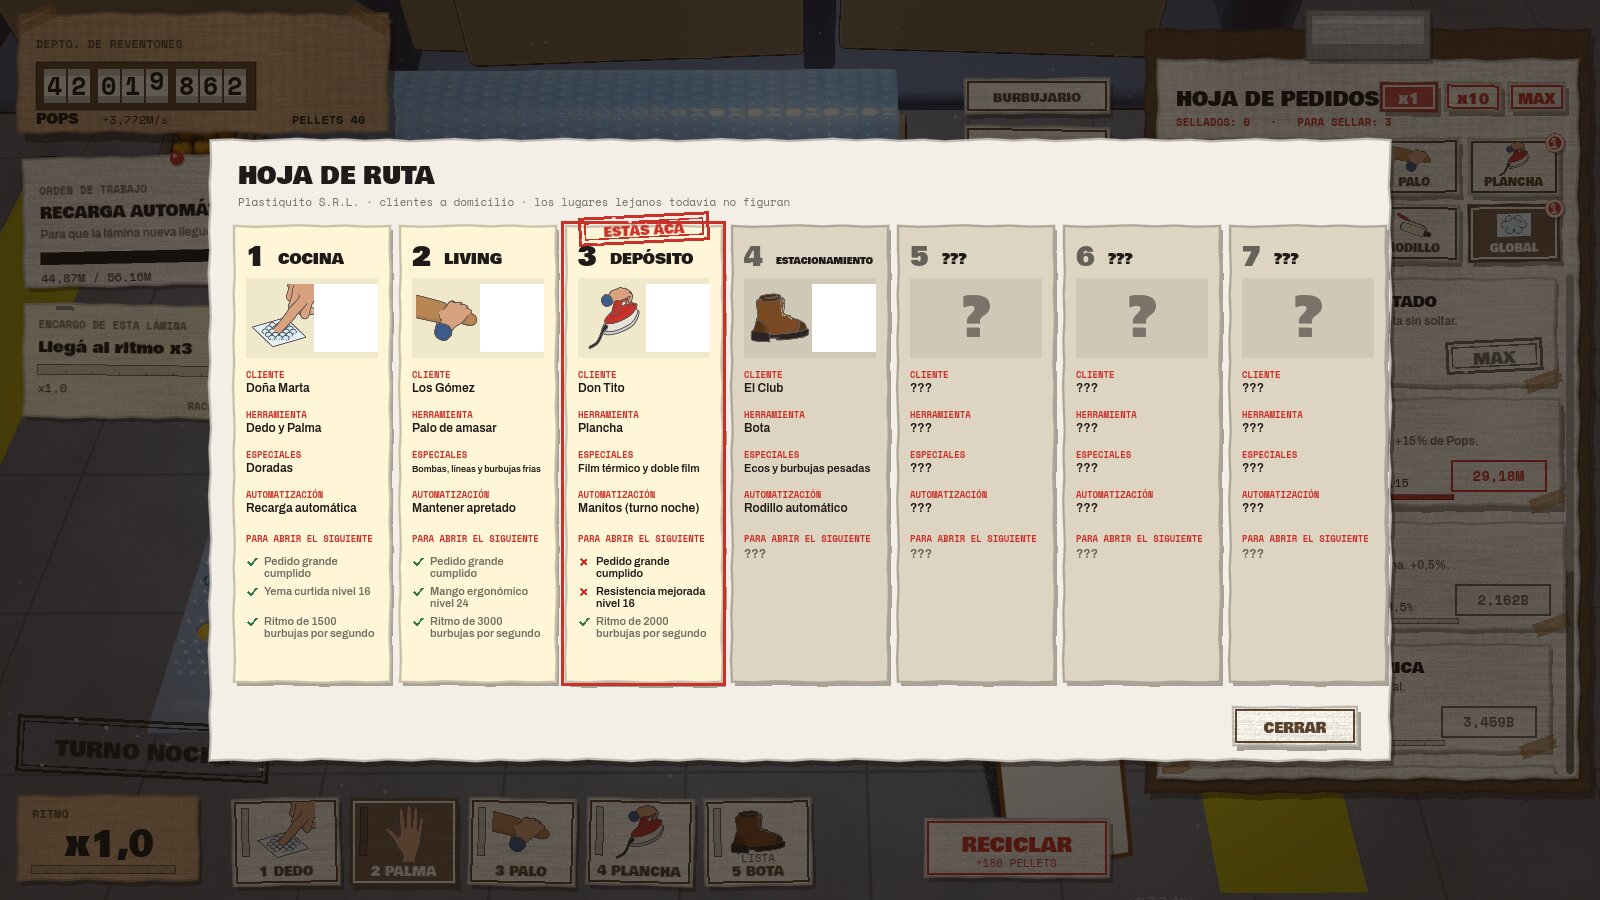 DEPTO. DE REVENTONES
42 019 862
POPS +3.772M/s PELLETS 40
ORDEN DE TRABAJO
RECARGA AUTOMÁ
Para que la lámina nueva llegu
44,87M / 56.16M
ENCARGO DE ESTA LÁMINA
Llegá al ritmo x3
x1.0
BURBUJARIO
HOJA DE PEDIDOS
x1
x10
MAX
SELLADOS: 0 · PARA SELLAR: 3
PALO
PLANCHA
1
RODILLO
GLOBAL
1
TADO
ta sin soltar.
MAX
+15% de Pops.
15
29,18M
na. +0,5%.
,5%
2,162B
RICA
al.
3,459B
HOJA DE RUTA
Plastiquito S.R.L. · clientes a domicilio · los lugares lejanos todavia no figuran
1 COCINA
CLIENTE
Doña Marta
HERRAMIENTA
Dedo y Palma
ESPECIALES
Doradas
AUTOMATIZACIÓN
Recarga automática
PARA ABRIR EL SIGUIENTE
Pedido grande
cumplido
Yema curtida nivel 16
Ritmo de 1500
burbujas por segundo
2 LIVING
CLIENTE
Los Gómez
HERRAMIENTA
Palo de amasar
ESPECIALES
Bombas, líneas y burbujas frías
AUTOMATIZACIÓN
Mantener apretado
PARA ABRIR EL SIGUIENTE
Pedido grande
cumplido
Mango ergonómico
nivel 24
Ritmo de 3000
burbujas por segundo
ESTÁS ACÁ
3 DEPÓSITO
CLIENTE
Don Tito
HERRAMIENTA
Plancha
ESPECIALES
Film térmico y doble film
AUTOMATIZACIÓN
Manitos (turno noche)
PARA ABRIR EL SIGUIENTE
Pedido grande
cumplido
Resistencia mejorada
nivel 16
Ritmo de 2000
burbujas por segundo
4 ESTACIONAMIENTO
CLIENTE
El Club
HERRAMIENTA
Bota
ESPECIALES
Ecos y burbujas pesadas
AUTOMATIZACIÓN
Rodillo automático
PARA ABRIR EL SIGUIENTE
???
5 ???
?
CLIENTE
???
HERRAMIENTA
???
ESPECIALES
???
AUTOMATIZACIÓN
???
PARA ABRIR EL SIGUIENTE
???
6 ???
?
CLIENTE
???
HERRAMIENTA
???
ESPECIALES
???
AUTOMATIZACIÓN
???
PARA ABRIR EL SIGUIENTE
???
7 ???
?
CLIENTE
???
HERRAMIENTA
???
ESPECIALES
???
AUTOMATIZACIÓN
???
PARA ABRIR EL SIGUIENTE
???
CERRAR
TURNO NOCH
RITMO
x1,0
1 DEDO
2 PALMA
3 PALO
4 PLANCHA
LISTA
5 BOTA
RECICLAR
+186 PELLETS